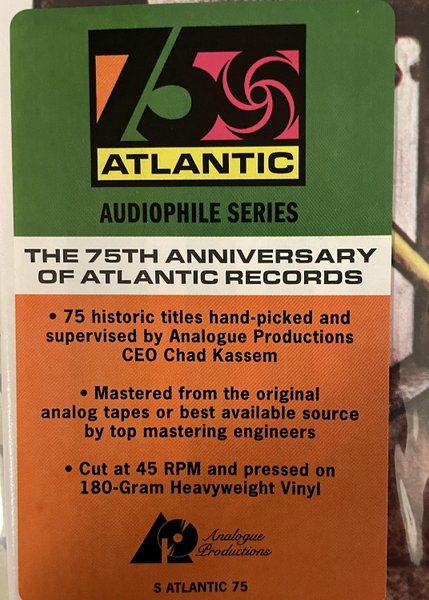 75
ATLANTIC
AUDIOPHILE SERIES
THE 75TH ANNIVERSARY
OF ATLANTIC RECORDS
• 75 historic titles hand-picked and
supervised by Analogue Productions
CEO Chad Kassem
• Mastered from the original
analog tapes or best available source
by top mastering engineers
• Cut at 45 RPM and pressed on
180-Gram Heavyweight Vinyl
Analogue
Productions
S ATLANTIC 75